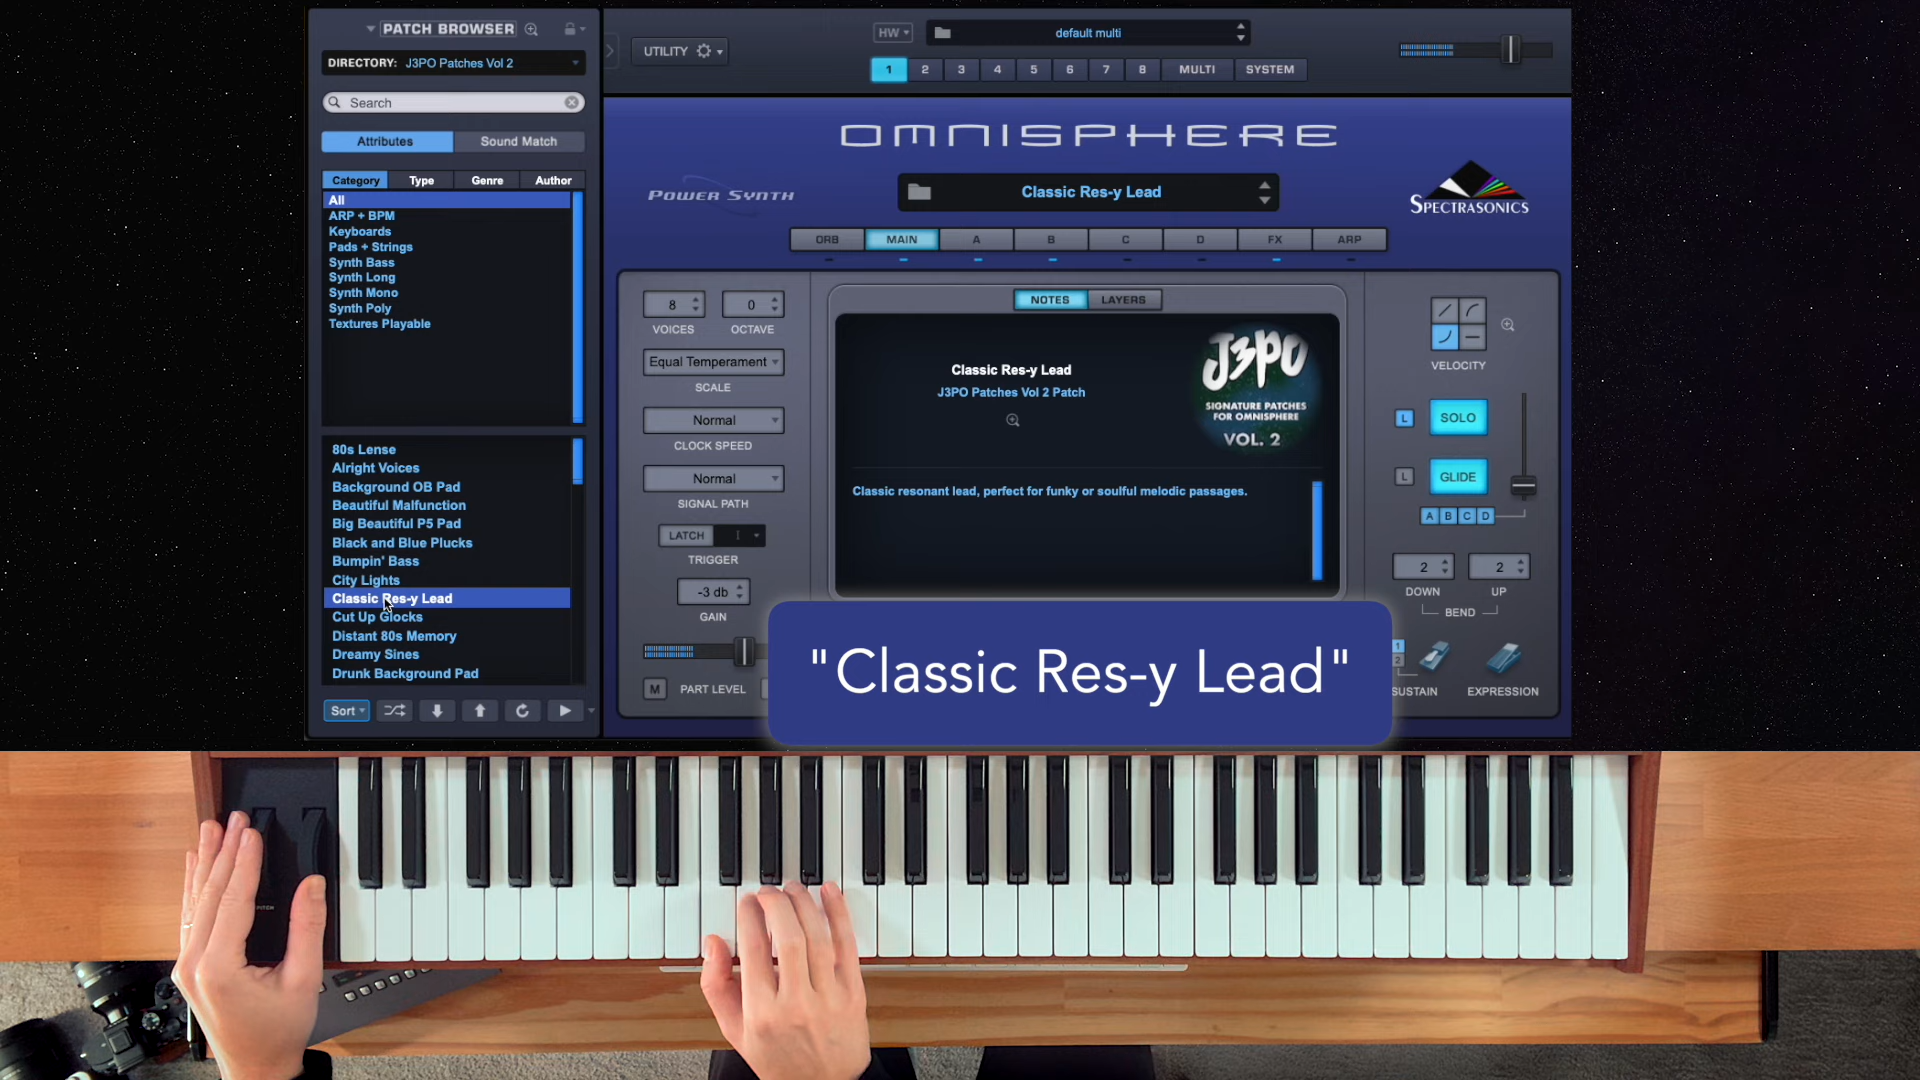 PATCH BROWSER
DIRECTORY: J3PO Patches Vol 2
Search
Attributes
Sound Match
Category
Type
Genre
Author
All
ARP + BPM
Keyboards
Pads + Strings
Synth Bass
Synth Long
Synth Mono
Synth Poly
Textures Playable
80s Lense
Alright Voices
Background OB Pad
Beautiful Malfunction
Big Beautiful P5 Pad
Black and Blue Plucks
Bumpin' Bass
City Lights
Classic Res-y Lead
Cut Up Glocks
Distant 80s Memory
Dreamy Sines
Drunk Background Pad
Sort
UTILITY
HW
default multi
1 2 3 4 5 6 7 8 MULTI SYSTEM
OMNISPHERE
POWER SYNTH
Classic Res-y Lead
SPECTRASONICS
ORB MAIN A B C D FX ARP
8
0
VOICES
OCTAVE
Equal Temperament
SCALE
Normal
CLOCK SPEED
Normal
SIGNAL PATH
LATCH
TRIGGER
-3 db
GAIN
M
PART LEVEL
NOTES
LAYERS
Classic Res-y Lead
J3PO Patches Vol 2 Patch
J3PO
SIGNATURE PATCHES
FOR OMNISPHERE
VOL. 2
Classic resonant lead, perfect for funky or soulful melodic passages.
VELOCITY
L
SOLO
L
GLIDE
A B C D
2
2
DOWN
UP
BEND
1
2
SUSTAIN
EXPRESSION
"Classic Res-y Lead"
PITCH